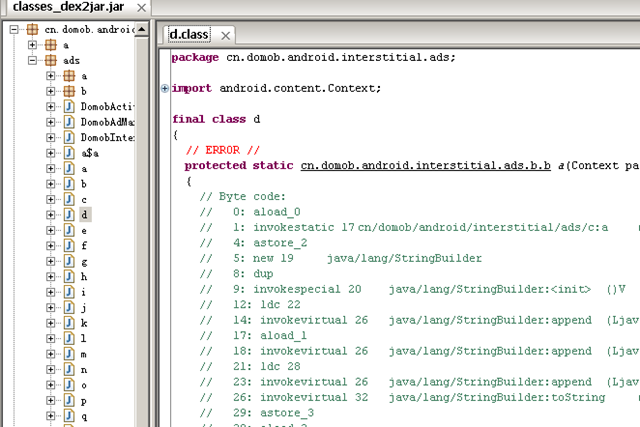 classes_dex2jar.jar
cn.domob.android
a
ads
a
b
DomobActi
DomobAdMa
DomobInte
a$a
a
b
c
d
e
f
g
h
i
j
k
l
m
n
o
p
q
d.class
package cn.domob.android.interstitial.ads;
import android.content.Context;
final class d
{
// ERROR //
protected static cn.domob.android.interstitial.ads.b.b a(Context pa
{
// Byte code:
// 0: aload_0
// 1: invokestatic 17 cn/domob/android/interstitial/ads/c:a
// 4: astore_2
// 5: new 19 java/lang/StringBuilder
// 8: dup
// 9: invokespecial 20 java/lang/StringBuilder:<init> ()V
// 12: ldc 22
// 14: invokevirtual 26 java/lang/StringBuilder:append (Ljav
// 17: aload_1
// 18: invokevirtual 26 java/lang/StringBuilder:append (Ljav
// 21: ldc 28
// 23: invokevirtual 26 java/lang/StringBuilder:append (Ljav
// 26: invokevirtual 32 java/lang/StringBuilder:toString
// 29: astore_3